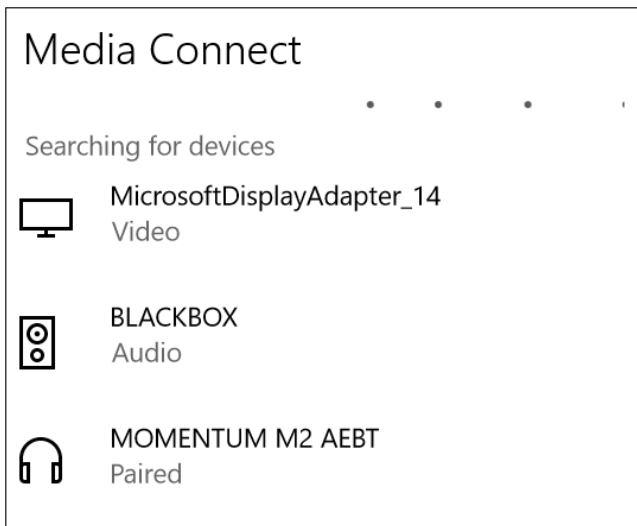 Media Connect
Searching for devices
MicrosoftDisplayAdapter_14
Video
BLACKBOX
Audio
MOMENTUM M2 AEBT
Paired